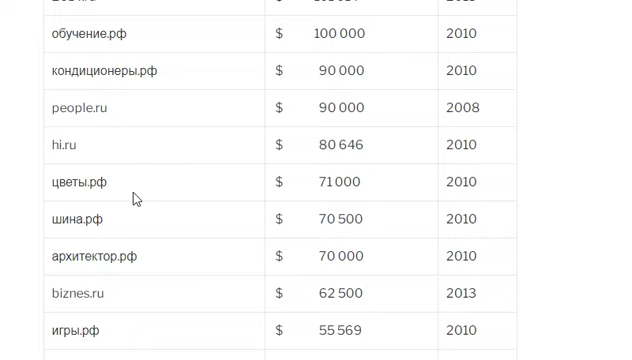 обучение.рф $ 100 000 2010
кондиционеры.рф $ 90 000 2010
people.ru $ 90 000 2008
hi.ru $ 80 646 2010
цветы.рф $ 71 000 2010
шина.рф $ 70 500 2010
архитектор.рф $ 70 000 2010
biznes.ru $ 62 500 2013
игры.рф $ 55 569 2010